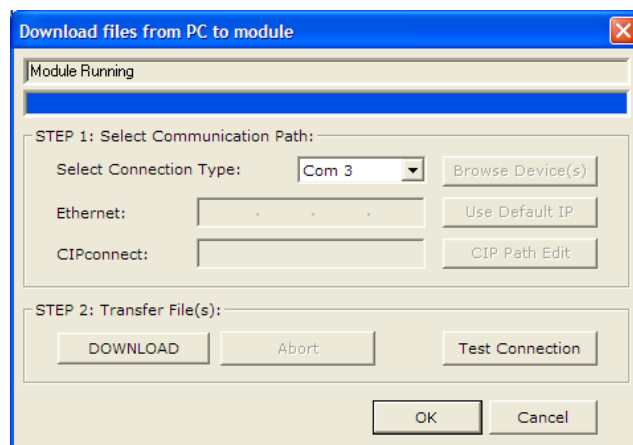 Download files from PC to module
Module Running
STEP 1: Select Communication Path:
Select Connection Type: Com 3 Browse Device(s)
Ethernet: . . . Use Default IP
CIPconnect: CIP Path Edit
STEP 2: Transfer File(s):
DOWNLOAD Abort Test Connection
OK Cancel